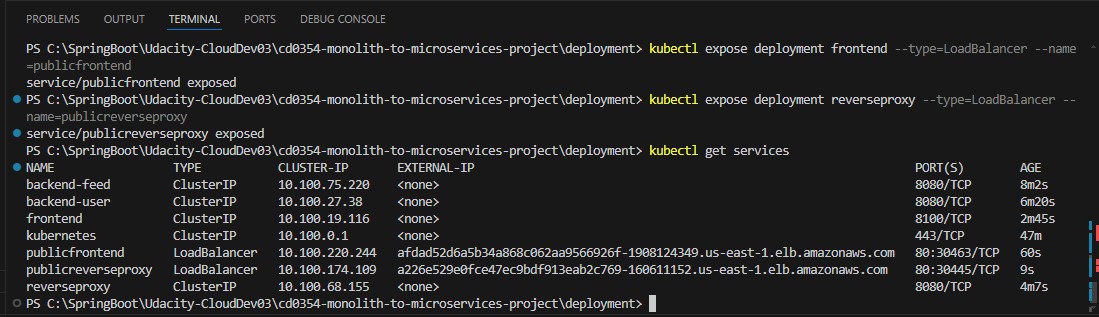 PROBLEMS OUTPUT TERMINAL PORTS DEBUG CONSOLE
PS C:\SpringBoot\Udacity-CloudDev03\cd0354-monolith-to-microservices-project\deployment> kubectl expose deployment frontend --type=LoadBalancer --name
=publicfrontend
service/publicfrontend exposed
PS C:\SpringBoot\Udacity-CloudDev03\cd0354-monolith-to-microservices-project\deployment> kubectl expose deployment reverseproxy --type=LoadBalancer --
name=publicreverseproxy
service/publicreverseproxy exposed
PS C:\SpringBoot\Udacity-CloudDev03\cd0354-monolith-to-microservices-project\deployment> kubectl get services
NAME TYPE CLUSTER-IP EXTERNAL-IP PORT(S) AGE
backend-feed ClusterIP 10.100.75.220 <none> 8080/TCP 8m2s
backend-user ClusterIP 10.100.27.38 <none> 8080/TCP 6m20s
frontend ClusterIP 10.100.19.116 <none> 8100/TCP 2m45s
kubernetes ClusterIP 10.100.0.1 <none> 443/TCP 47m
publicfrontend LoadBalancer 10.100.220.244 afdad52d6a5b34a868c062aa9566926f-1908124349.us-east-1.elb.amazonaws.com 80:30463/TCP 60s
publicreverseproxy LoadBalancer 10.100.174.109 a226e529e0fce47ec9bdf913eab2c769-160611152.us-east-1.elb.amazonaws.com 80:30445/TCP 9s
reverseproxy ClusterIP 10.100.68.155 <none> 8080/TCP 4m7s
PS C:\SpringBoot\Udacity-CloudDev03\cd0354-monolith-to-microservices-project\deployment>